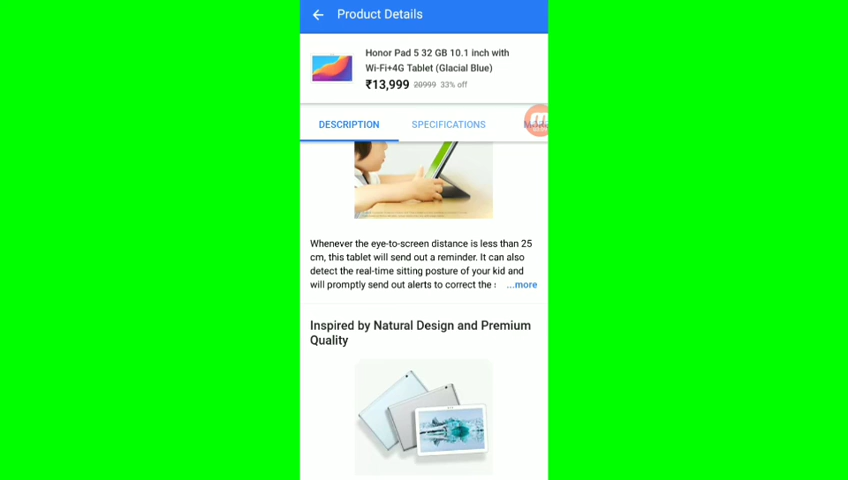 Product Details
Honor Pad 5 32 GB 10.1 inch with
Wi-Fi+4G Tablet (Glacial Blue)
₹13,999 20999 33% off
DESCRIPTION SPECIFICATIONS MORE
Whenever the eye-to-screen distance is less than 25
cm, this tablet will send out a reminder. It can also
detect the real-time sitting posture of your kid and
will promptly send out alerts to correct the s ...more
Inspired by Natural Design and Premium
Quality